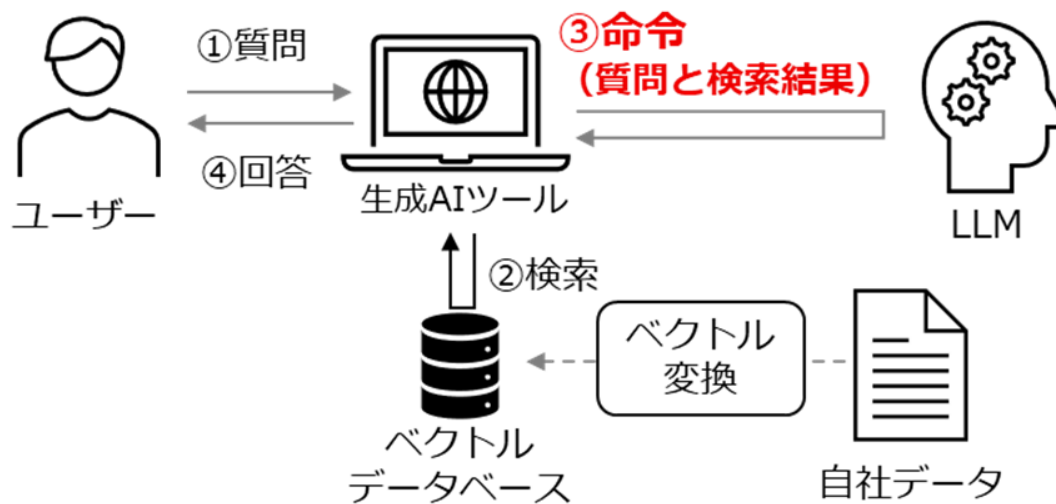 ①質問
③命令
（質問と検索結果）
④回答
ユーザー
生成AIツール
LLM
②検索
ベクトル
変換
ベクトル
データベース
自社データ